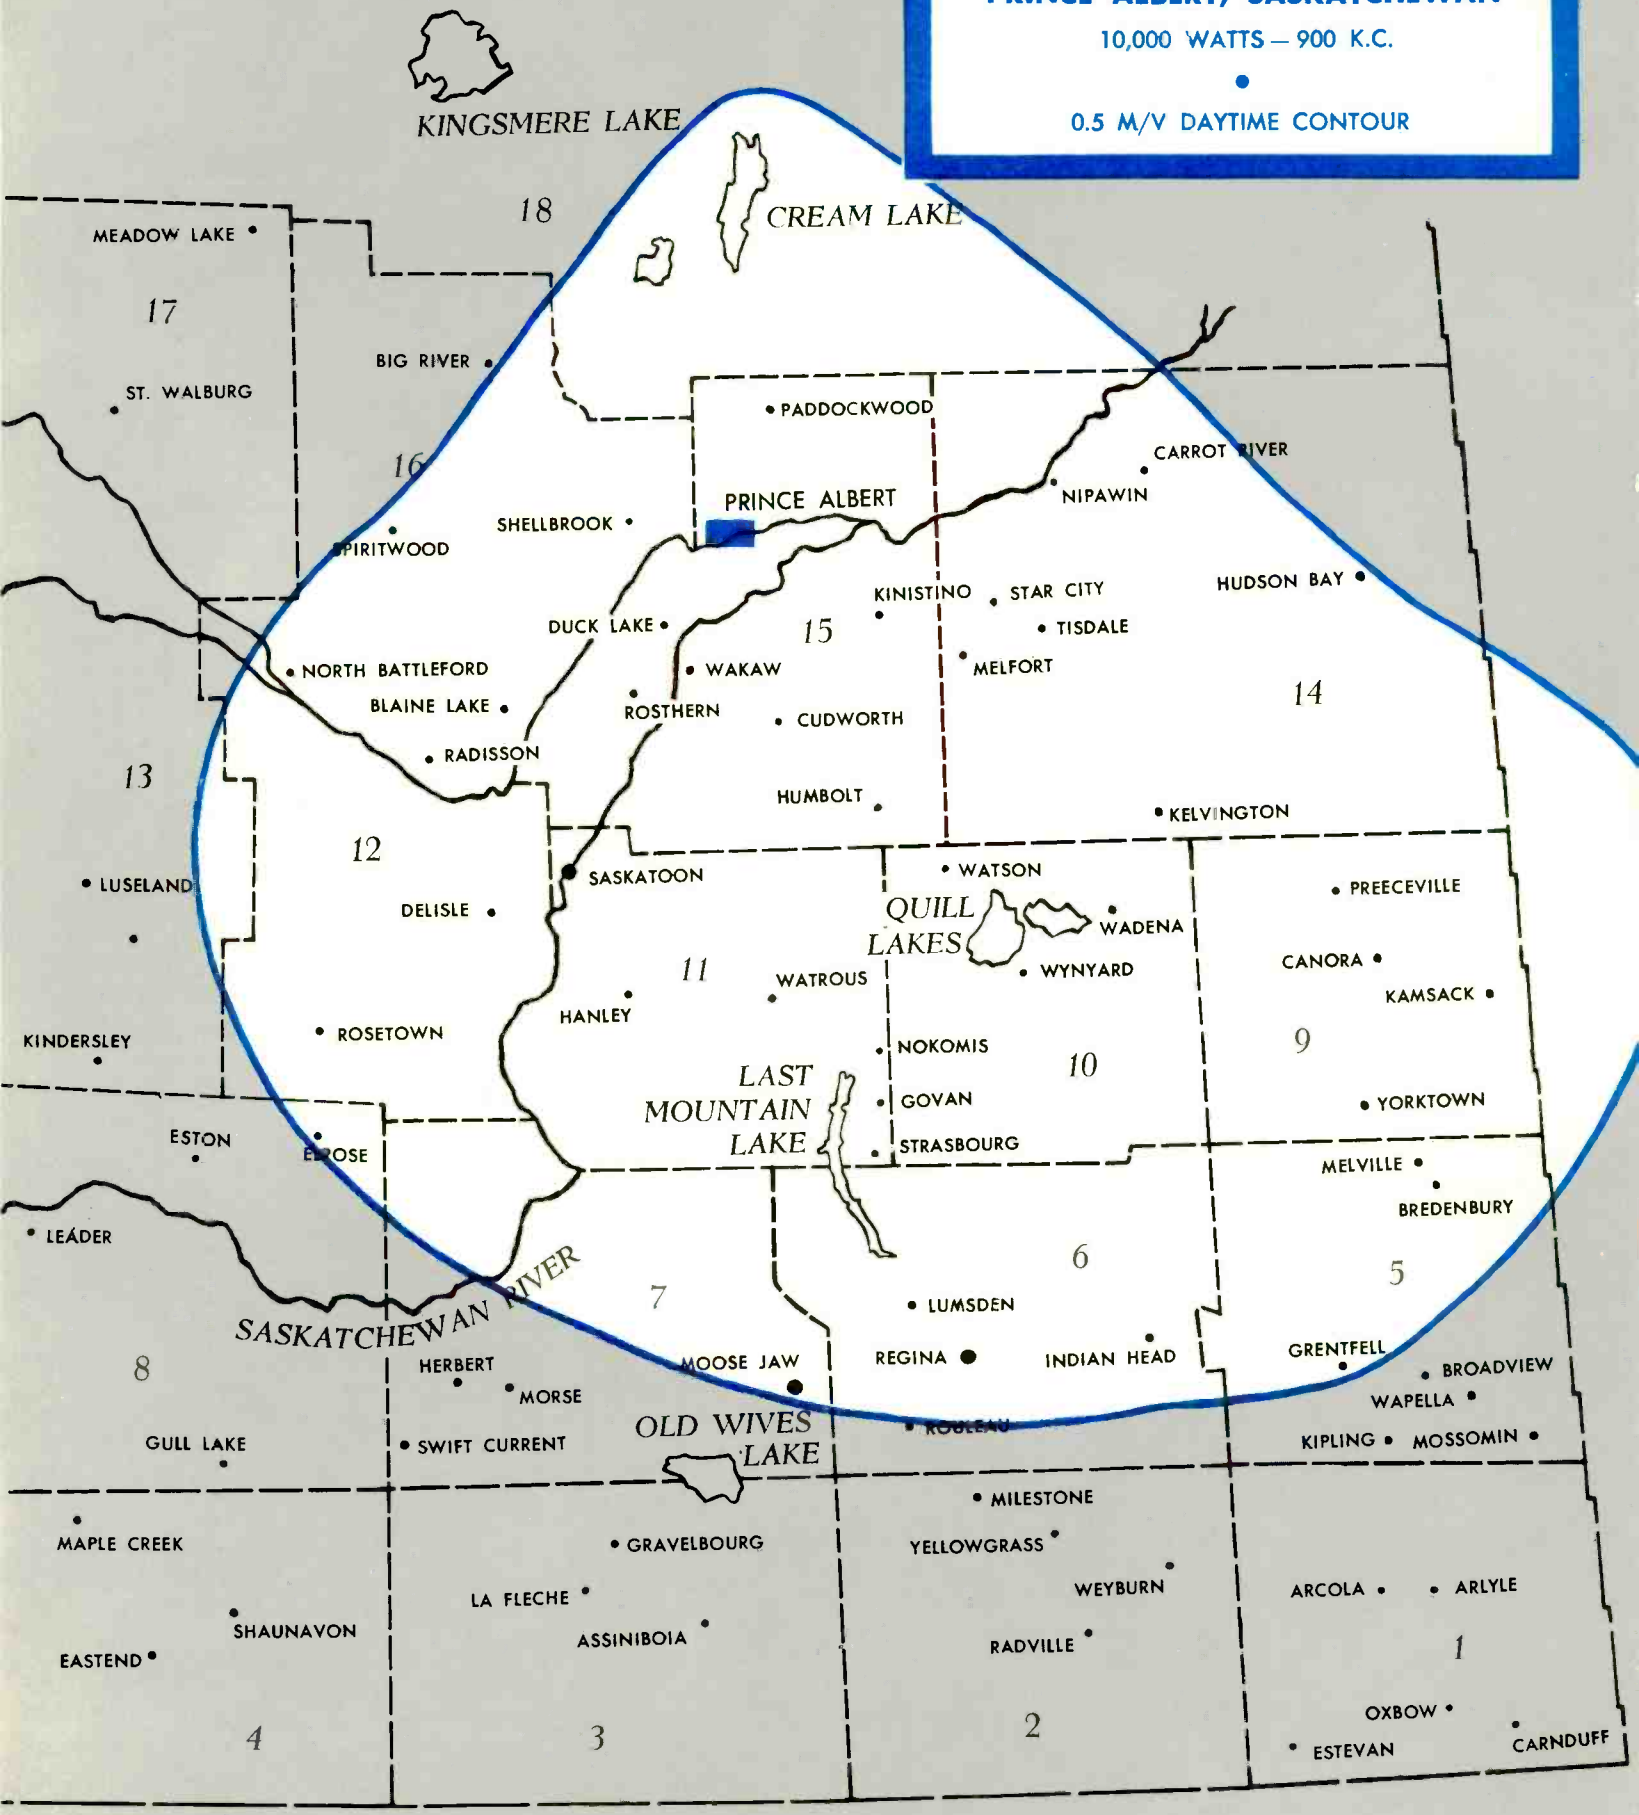 PRINCE ALBERT, SASKATCHEWAN
10,000 WATTS — 900 K.C.
0.5 M/V DAYTIME CONTOUR
KINGSMERE LAKE
18
CREAM LAKE
MEADOW LAKE
17
BIG RIVER
ST. WALBURG
PADDOCKWOOD
16
CARROT RIVER
NIPAWIN
PRINCE ALBERT
SHELLBROOK
SPIRITWOOD
HUDSON BAY
KINISTINO
STAR CITY
DUCK LAKE
15
TISDALE
NORTH BATTLEFORD
WAKAW
MELFORT
14
BLAINE LAKE
ROSTHERN
CUDWORTH
RADISSON
13
HUMBOLT
KELVINGTON
12
SASKATOON
WATSON
LUSELAND
PREECEVILLE
DELISLE
QUILL
LAKES
WADENA
11
WATROUS
WYNYARD
CANORA
KAMSACK
HANLEY
ROSETOWN
KINDERSLEY
NOKOMIS
9
10
LAST
MOUNTAIN
LAKE
GOVAN
YORKTOWN
ESTON
ELROSE
STRASBOURG
MELVILLE
BREDENBURY
LEADER
6
5
7
SASKATCHEWAN RIVER
LUMSDEN
8
HERBERT
MOOSE JAW
REGINA
INDIAN HEAD
GRENTFELL
BROADVIEW
MORSE
WAPELLA
OLD WIVES
LAKE
ROULEAU
GULL LAKE
SWIFT CURRENT
KIPLING
MOSSOMIN
MILESTONE
MAPLE CREEK
GRAVELBOURG
YELLOWGRASS
LA FLECHE
WEYBURN
ARCOLA
ARLYLE
SHAUNAVON
ASSINIBOIA
RADVILLE
EASTEND
1
OXBOW
4
3
2
ESTEVAN
CARNDUFF